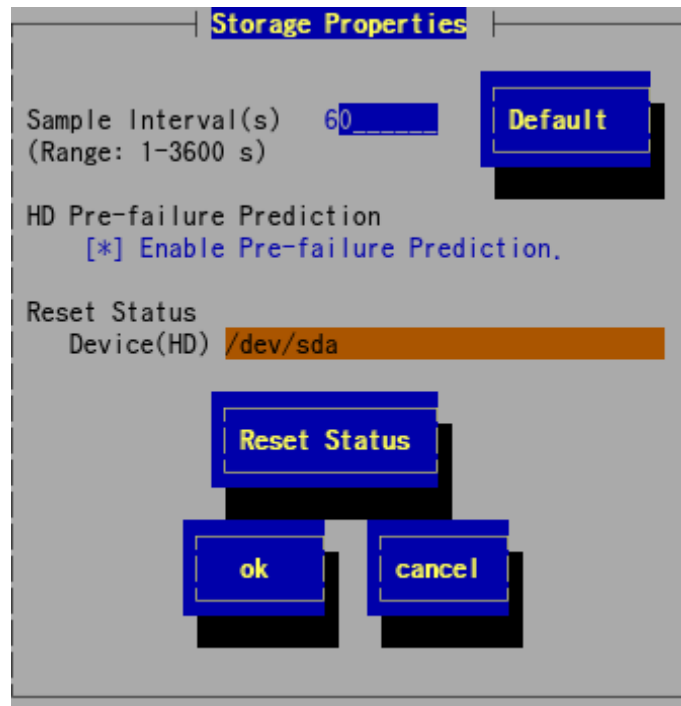 Storage Properties
Sample Interval(s) 60______ Default
(Range: 1-3600 s)
HD Pre-failure Prediction
[*] Enable Pre-failure Prediction.
Reset Status
Device(HD) /dev/sda
Reset Status
ok cancel